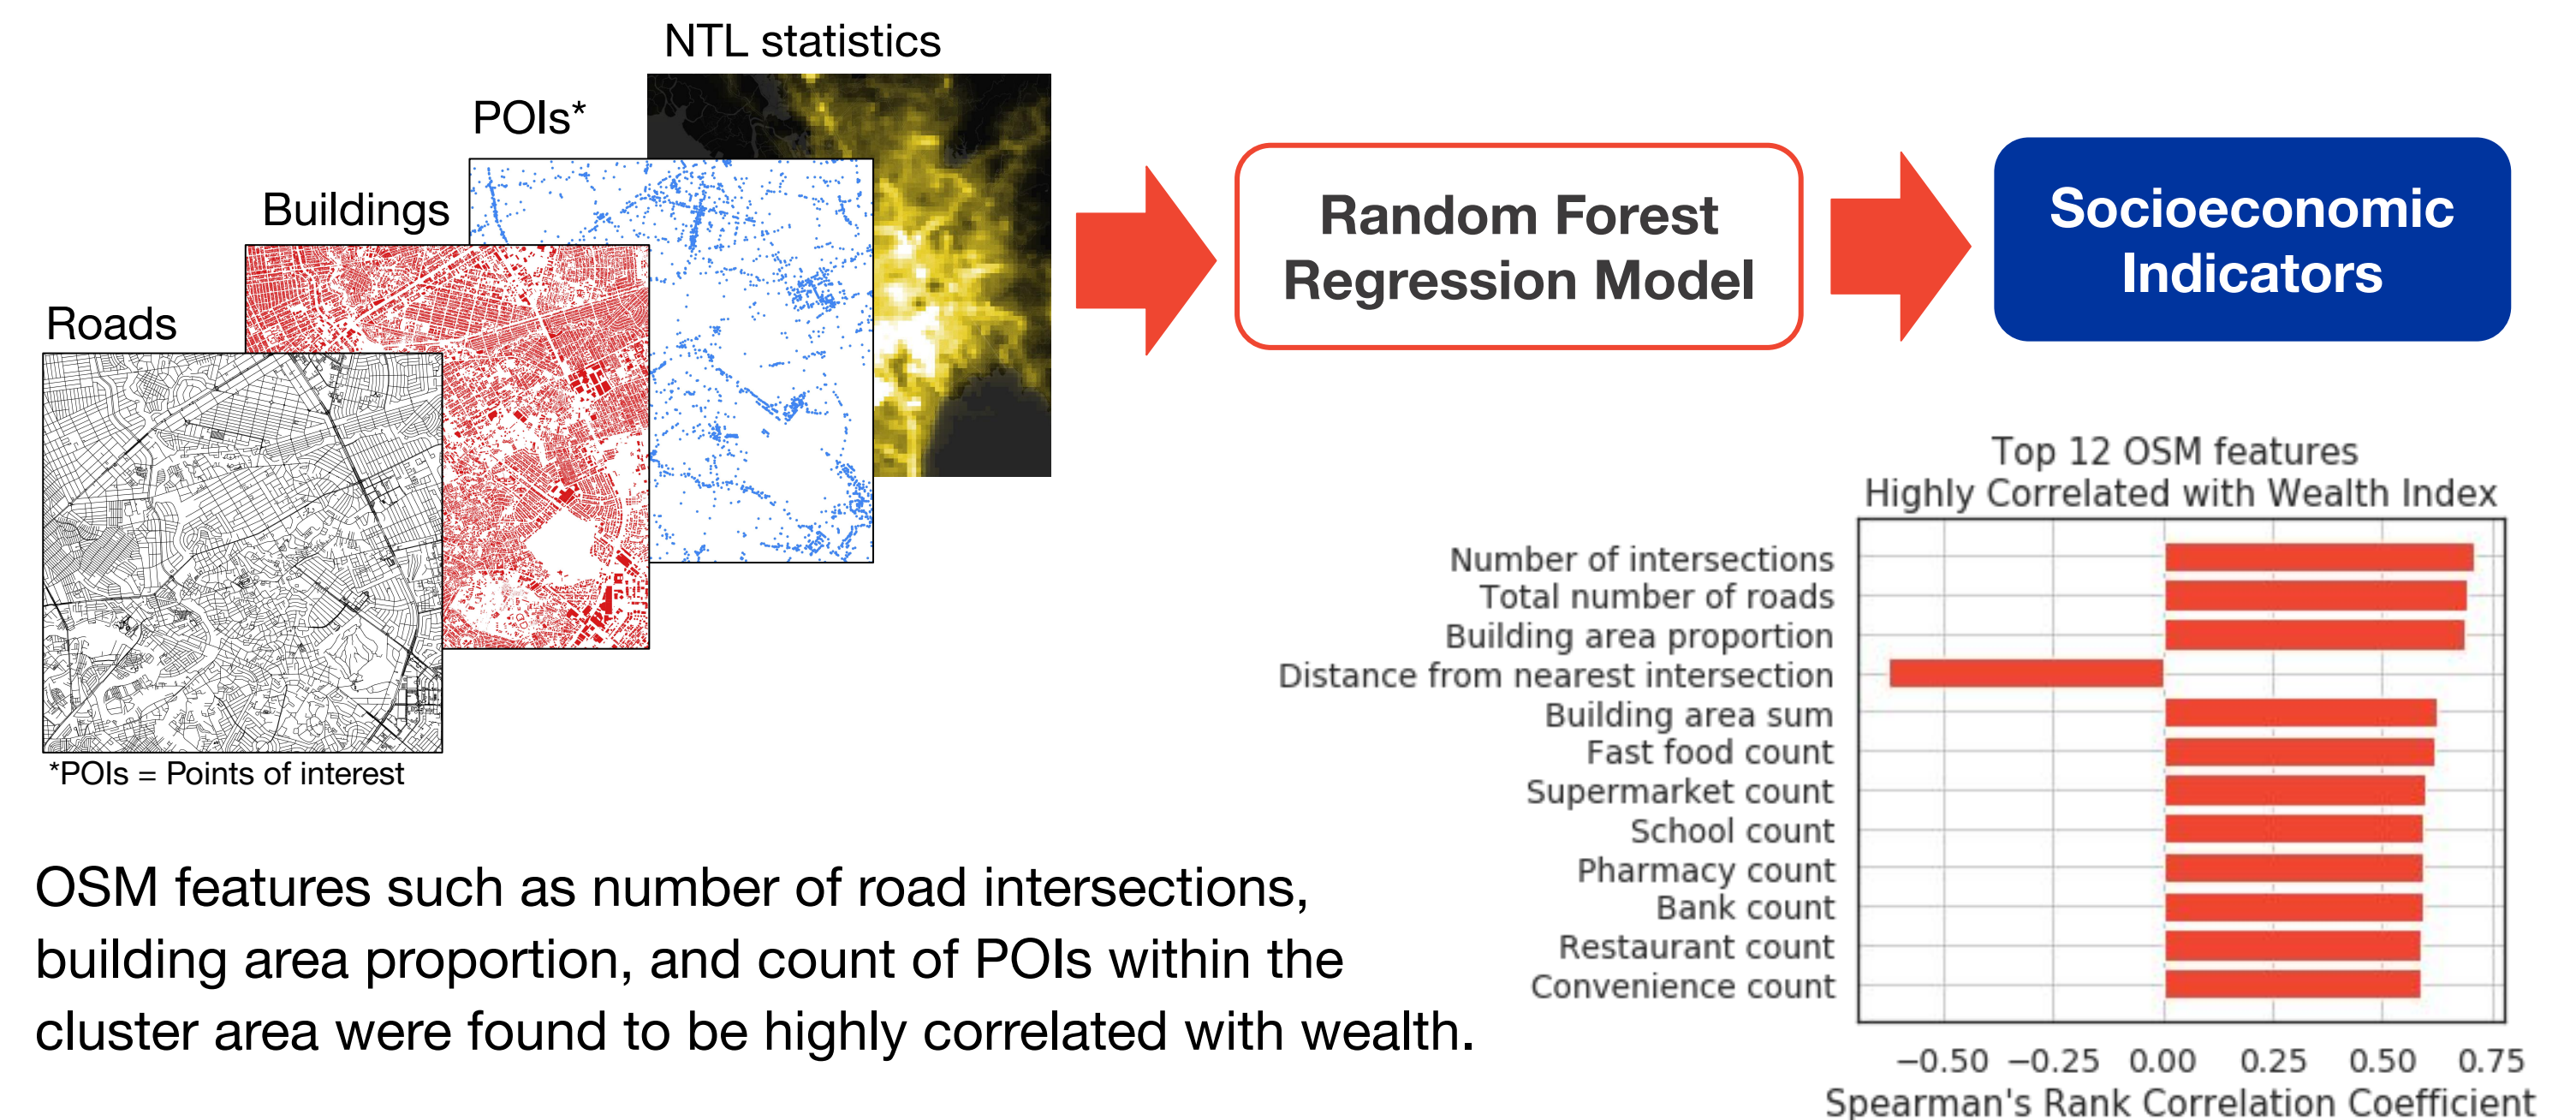 NTL statistics
POIs*
Buildings
Roads
*POIs = Points of interest
Random Forest
Regression Model
Socioeconomic
Indicators
OSM features such as number of road intersections,
building area proportion, and count of POIs within the
cluster area were found to be highly correlated with wealth.
Top 12 OSM features
Highly Correlated with Wealth Index
Number of intersections
Total number of roads
Building area proportion
Distance from nearest intersection
Building area sum
Fast food count
Supermarket count
School count
Pharmacy count
Bank count
Restaurant count
Convenience count
−0.50 −0.25 0.00 0.25 0.50 0.75
Spearman's Rank Correlation Coefficient